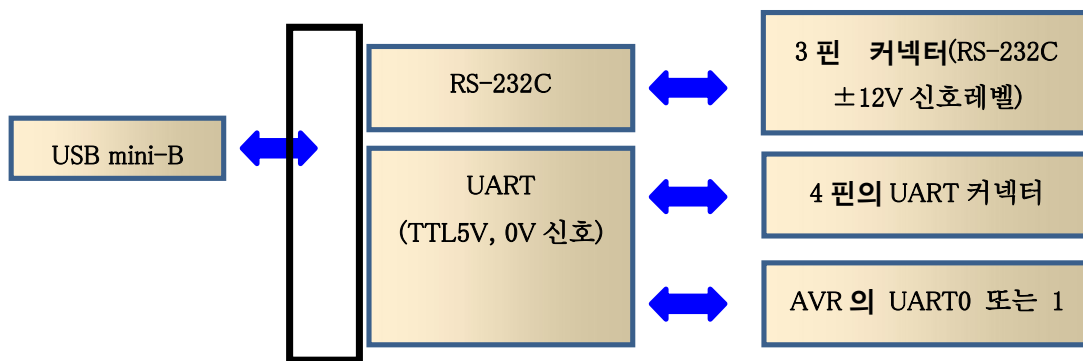 USB mini-B
RS-232C
UART
(TTL5V, 0V 신호)
3 핀 커넥터(RS-232C
±12V 신호레벨)
4 핀의 UART 커넥터
AVR 의 UART0 또는 1